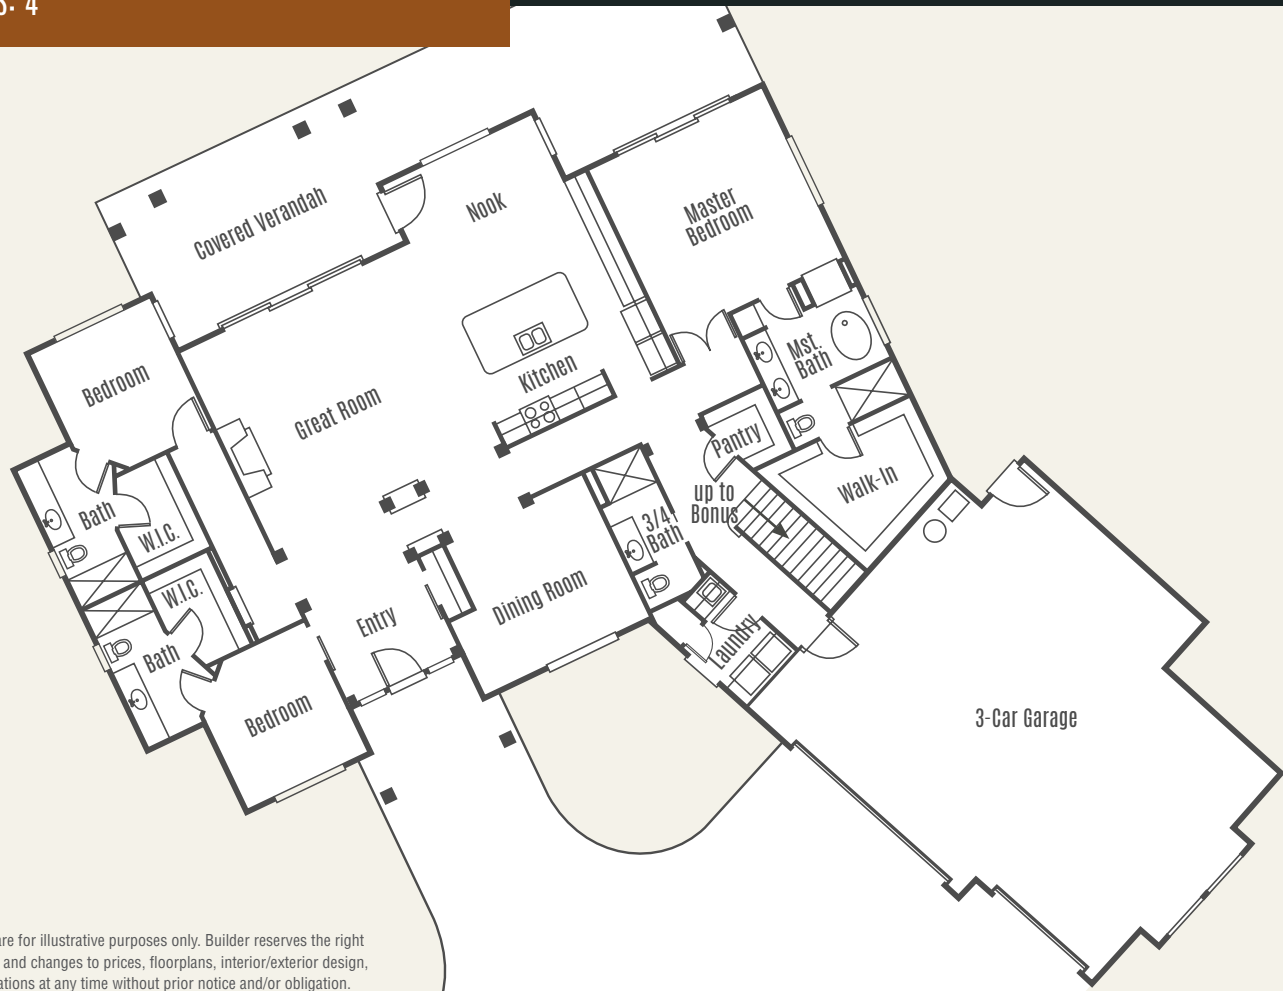 S: 4
Covered Verandah
Nook
Master
Bedroom
Bedroom
Great Room
Kitchen
Mst.
Bath
Pantry
Walk-In
up to
Bonus
3/4
Bath
Bath
W.I.C.
W.I.C.
Bath
Entry
Dining Room
Laundry
Bedroom
3-Car Garage
are for illustrative purposes only. Builder reserves the right
and changes to prices, floorplans, interior/exterior design,
ations at any time without prior notice and/or obligation.